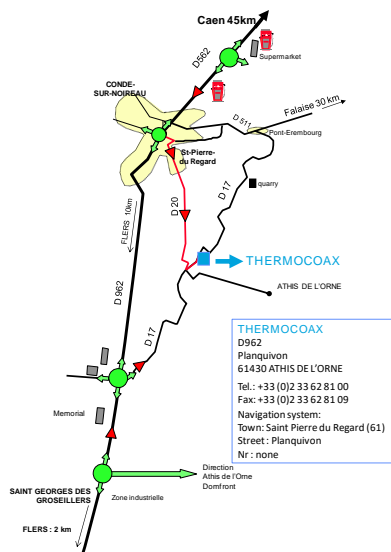 Caen 45km
D562
Supermarket
CONDE-
SUR-NOIREAU
Falaise 30 km
D 511
Pont-Erembourg
St-Pierre-
du Regard
D 17
quarry
D 20
FLERS 10km
THERMOCOAX
ATHIS DE L'ORNE
D 962
D 17
THERMOCOAX
D962
Planquivon
61430 ATHIS DE L'ORNE
Tel.: +33 (0)2 33 62 81 00
Fax: +33 (0)2 33 62 81 09
Navigation system:
Town: Saint Pierre du Regard (61)
Street : Planquivon
Nr : none
Memorial
Direction
Athis de l'Orne
Domfront
SAINT GEORGES DES
GROSEILLERS
Zone industrielle
FLERS : 2 km